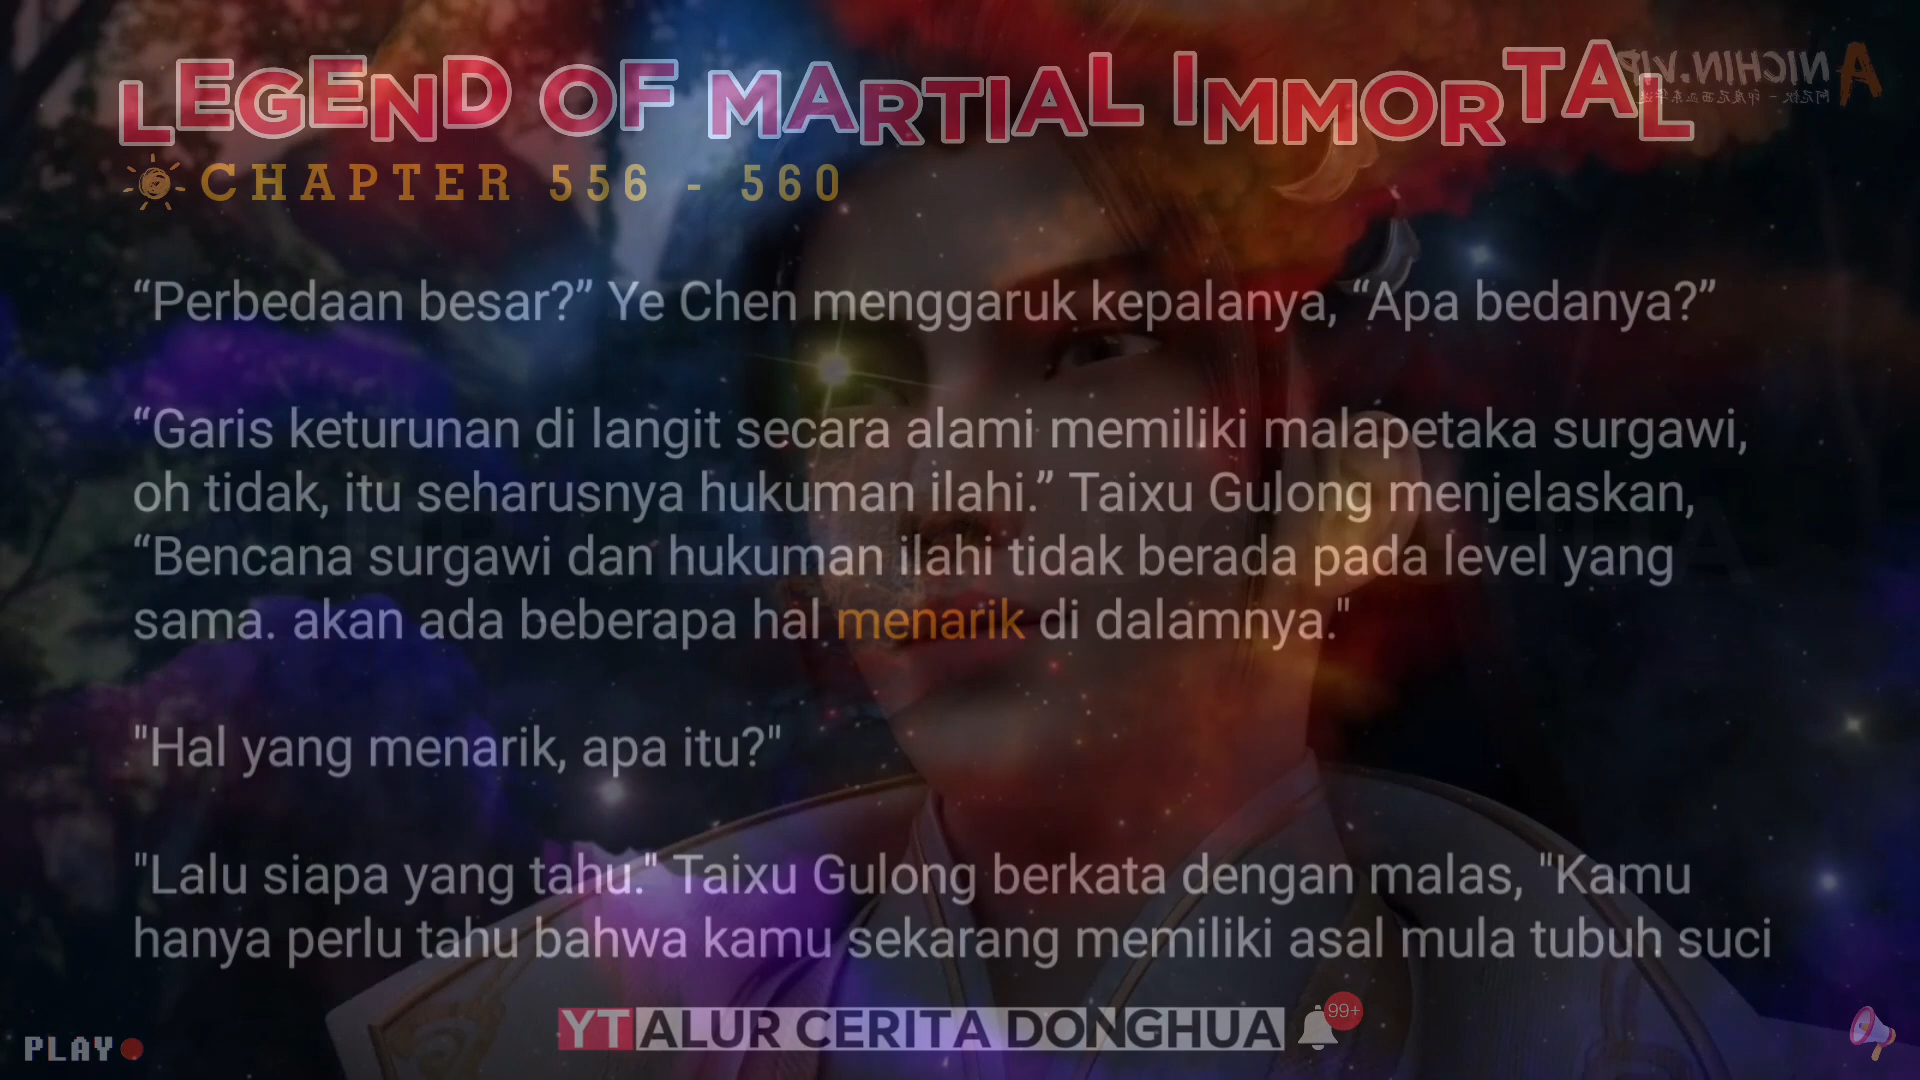 LEGEND OF MARTIAL IMMORTAL
ANICHIN.VIP
CHAPTER 556 - 560
“Perbedaan besar?” Ye Chen menggaruk kepalanya, “Apa bedanya?”
“Garis keturunan di langit secara alami memiliki malapetaka surgawi,
oh tidak, itu seharusnya hukuman ilahi.” Taixu Gulong menjelaskan,
“Bencana surgawi dan hukuman ilahi tidak berada pada level yang
sama. akan ada beberapa hal menarik di dalamnya."
"Hal yang menarik, apa itu?"
"Lalu siapa yang tahu." Taixu Gulong berkata dengan malas, "Kamu
hanya perlu tahu bahwa kamu sekarang memiliki asal mula tubuh suci
YT ALUR CERITA DONGHUA
99+
PLAY